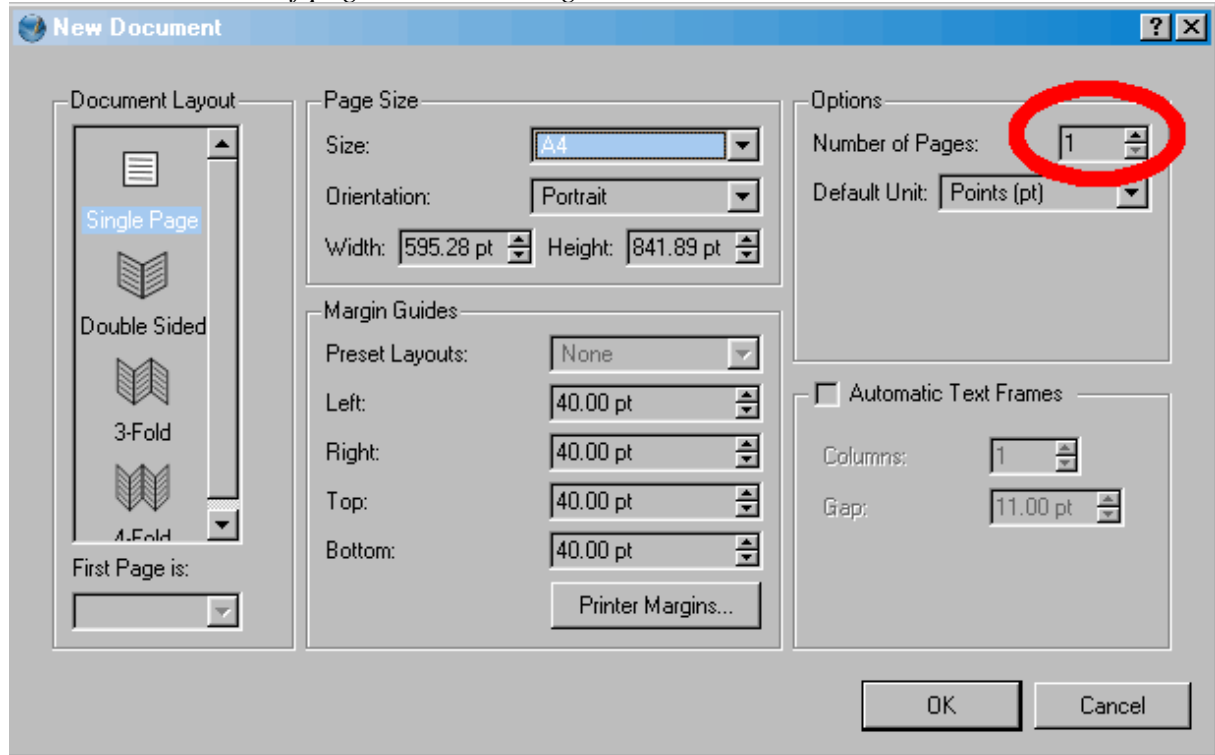 New Document
Document Layout
Single Page
Double Sided
3-Fold
4-Fold
First Page is:
Page Size
Size: A4
Orientation: Portrait
Width: 595.28 pt Height: 841.89 pt
Margin Guides
Preset Layouts: None
Left: 40.00 pt
Right: 40.00 pt
Top: 40.00 pt
Bottom: 40.00 pt
Printer Margins...
Options
Number of Pages: 1
Default Unit: Points (pt)
Automatic Text Frames
Columns: 1
Gap: 11.00 pt
OK Cancel